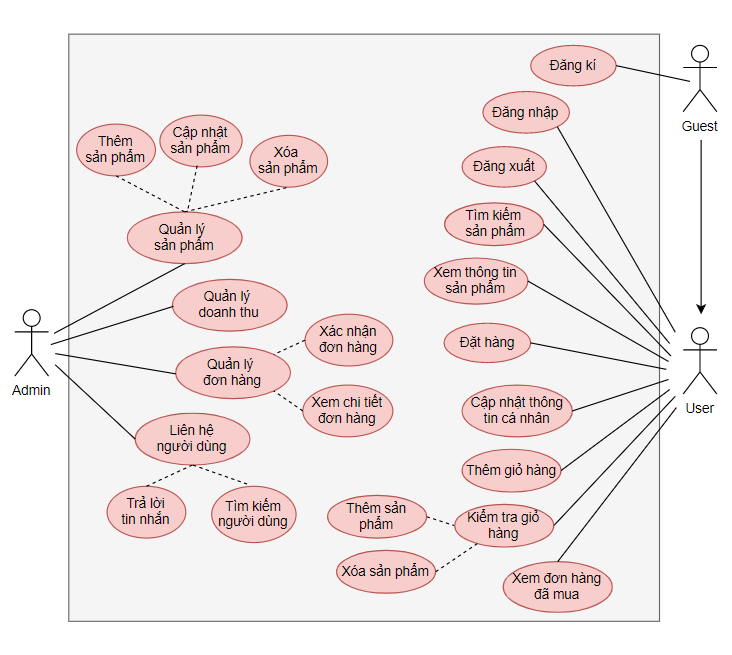 Đăng kí
Guest
Đăng nhập
Thêm
sản phẩm
Cập nhật
sản phẩm
Xóa
sản phẩm
Đăng xuất
Tìm kiếm
sản phẩm
Quản lý
sản phẩm
Xem thông tin
sản phẩm
Quản lý
doanh thu
Xác nhận
đơn hàng
Đặt hàng
Admin
Quản lý
đơn hàng
User
Xem chi tiết
đơn hàng
Cập nhật thông
tin cá nhân
Liên hệ
người dùng
Thêm giỏ hàng
Trả lời
tin nhắn
Tìm kiếm
người dùng
Thêm sản
phẩm
Kiểm tra giỏ
hàng
Xóa sản phẩm
Xem đơn hàng
đã mua